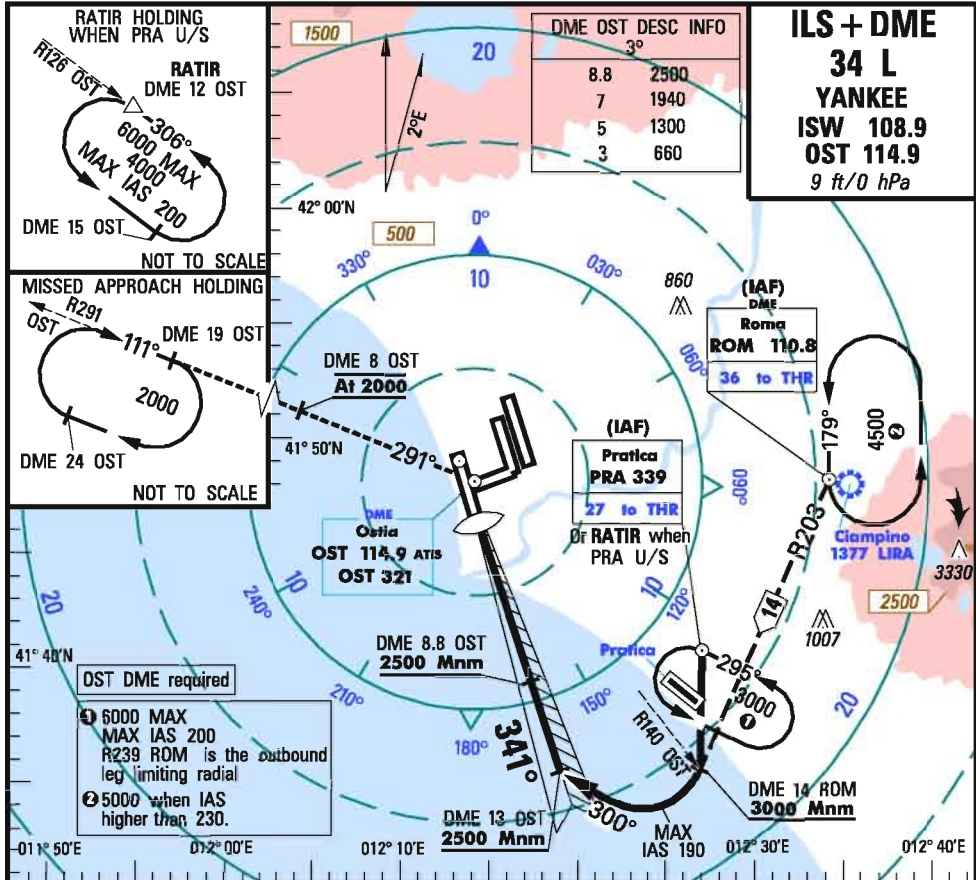 RATIR HOLDING
WHEN PRA U/S
R126 OST
RATIR
DME 12 OST
306°
6000 MAX
4000
MAX IAS 200
DME 15 OST
NOT TO SCALE
MISSED APPROACH HOLDING
R291
OST
111°
DME 19 OST
2000
DME 24 OST
NOT TO SCALE
1500
20
2°E
DME OST DESC INFO
3°
8.8 2500
7 1940
5 1300
3 660
ILS + DME
34 L
YANKEE
ISW 108.9
OST 114.9
9 ft/0 hPa
42 00'N
500
0°
330°
10
030°
860
(IAF)
DME
Roma
ROM 110.8
36 to THR
060°
DME 8 OST
At 2000
179°
4500
2
41 50'N
291°
(IAF)
Pratica
PRA 339
27 to THR
Or RATIR when
PRA U/S
090°
R203
Ciampino
1377 LIRA
3330
DME
Ostia
OST 114.9 ATIS
OST 321
2500
20
10
240°
10
120°
14
1007
41 40'N
DME 8.8 OST
2500 Mnm
Pratica
295°
3000
1
OST DME required
210°
150°
20
180°
341°
R140 OST
1 6000 MAX
MAX IAS 200
R239 ROM is the outbound
leg limiting radial
2 5000 when IAS
higher than 230.
DME 13 OST
2500 Mnm
300°
MAX
IAS 190
DME 14 ROM
3000 Mnm
011°50'E
012°00'E
012°10'E
012°30'E
012°40'E